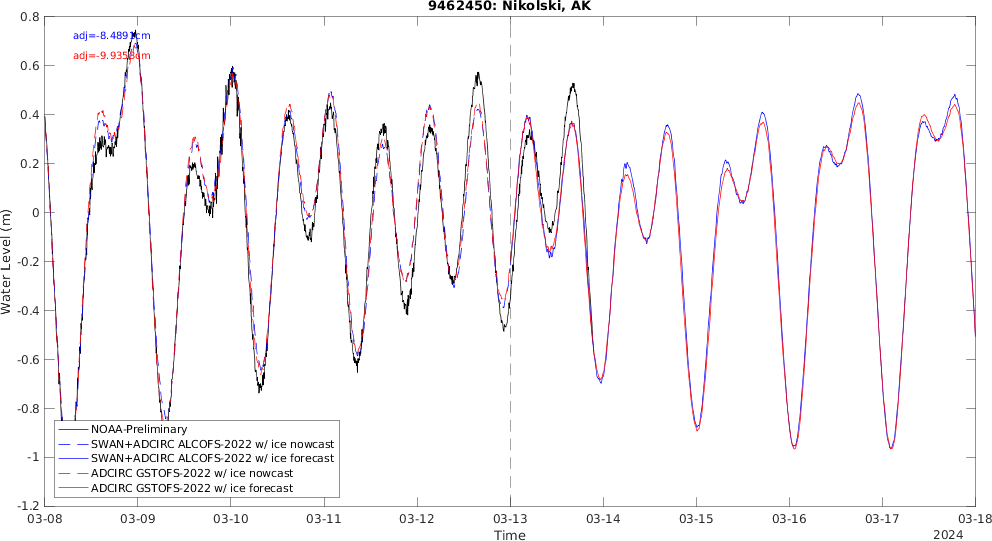 9462450: Nikolski, AK
adj=-8.4891cm
adj=-9.9358cm
Water Level (m)
0.8
0.6
0.4
0.2
0
-0.2
-0.4
-0.6
-0.8
-1
-1.2
NOAA-Preliminary
SWAN+ADCIRC ALCOFS-2022 w/ ice nowcast
SWAN+ADCIRC ALCOFS-2022 w/ ice forecast
ADCIRC GSTOFS-2022 w/ ice nowcast
ADCIRC GSTOFS-2022 w/ ice forecast
03-08 03-09 03-10 03-11 03-12 03-13 03-14 03-15 03-16 03-17 03-18
Time
2024